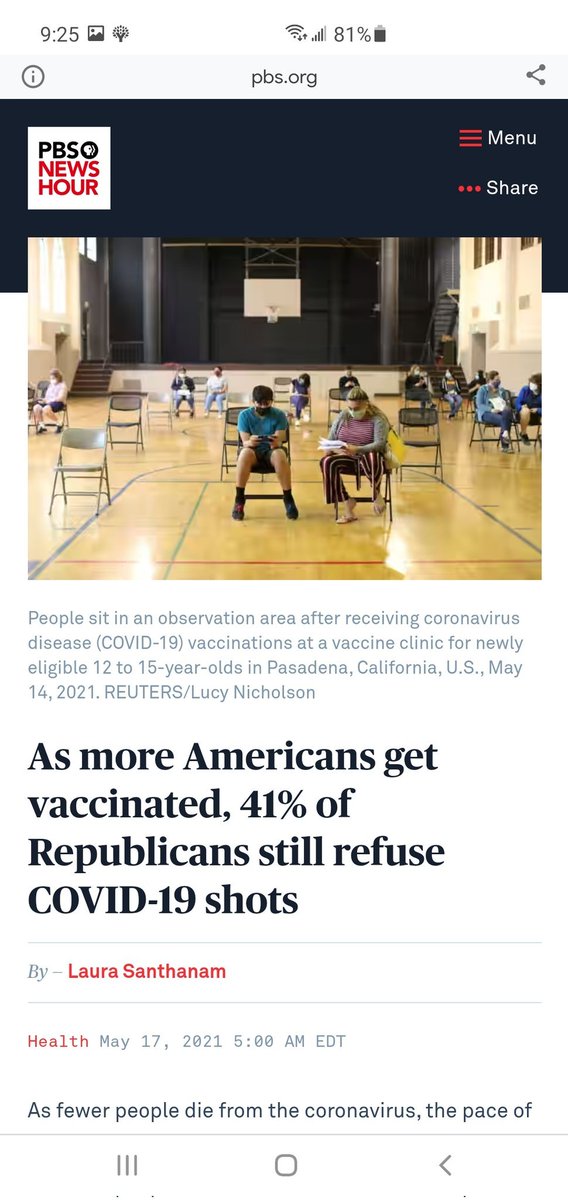 9:25
81%
pbs.org
PBS
NEWS
HOUR
Menu
Share
People sit in an observation area after receiving coronavirus
disease (COVID-19) vaccinations at a vaccine clinic for newly
eligible 12 to 15-year-olds in Pasadena, California, U.S., May
14, 2021. REUTERS/Lucy Nicholson
As more Americans get
vaccinated, 41% of
Republicans still refuse
COVID-19 shots
By – Laura Santhanam
Health May 17, 2021 5:00 AM EDT
As fewer people die from the coronavirus, the pace of